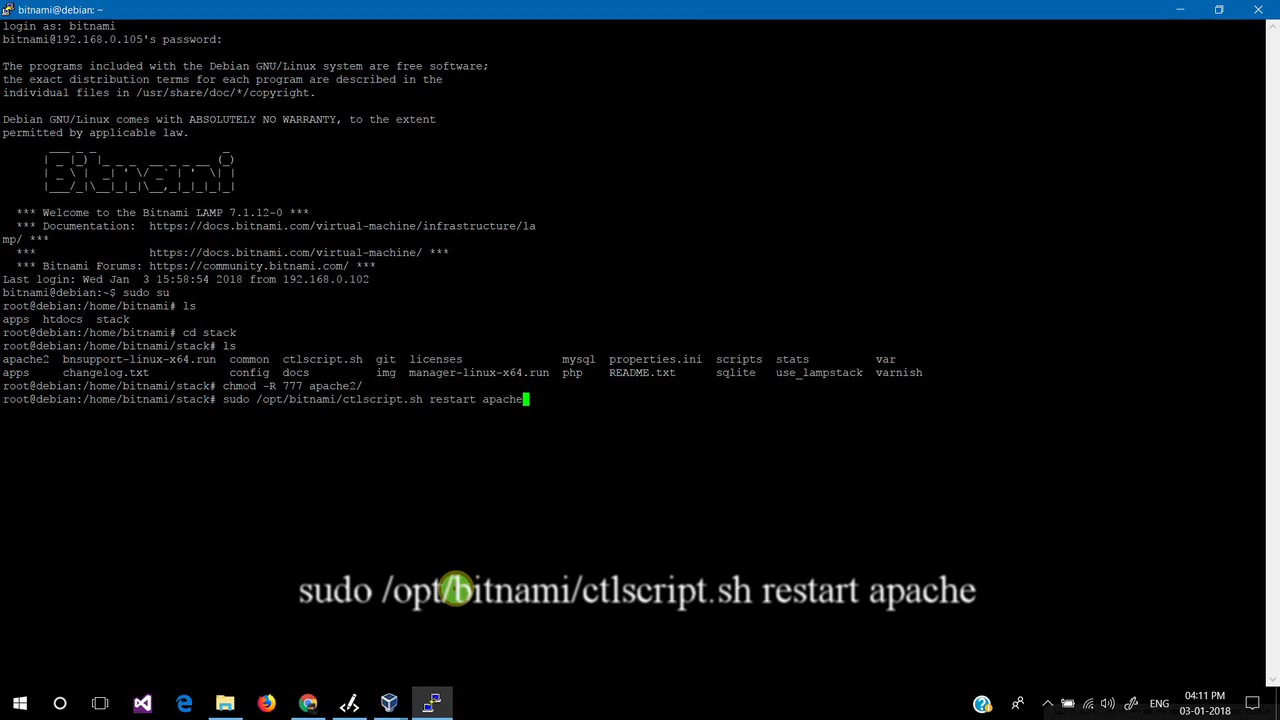 bitnami@debian: ~
login as: bitnami
bitnami@192.168.0.105's password:
The programs included with the Debian GNU/Linux system are free software;
the exact distribution terms for each program are described in the
individual files in /usr/share/doc/*/copyright.
Debian GNU/Linux comes with ABSOLUTELY NO WARRANTY, to the extent
permitted by applicable law.
Bitnami
*** Welcome to the Bitnami LAMP 7.1.12-0 ***
*** Documentation:  https://docs.bitnami.com/virtual-machine/infrastructure/la
mp/ ***
***                 https://docs.bitnami.com/virtual-machine/ ***
*** Bitnami Forums: https://community.bitnami.com/ ***
Last login: Wed Jan  3 15:58:54 2018 from 192.168.0.102
bitnami@debian:~$ sudo su
root@debian:/home/bitnami# ls
apps  htdocs  stack
root@debian:/home/bitnami# cd stack
root@debian:/home/bitnami/stack# ls
apache2  bnsupport-linux-x64.run  common  ctlscript.sh  git  licenses  mysql  properties.ini  scripts  stats  var
apps  changelog.txt  config  docs  img  manager-linux-x64.run  php  README.txt  sqlite  use_lampstack  varnish
root@debian:/home/bitnami/stack# chmod -R 777 apache2/
root@debian:/home/bitnami/stack# sudo /opt/bitnami/ctlscript.sh restart apache
sudo /opt/bitnami/ctlscript.sh restart apache
ENG
04:11 PM
03-01-2018